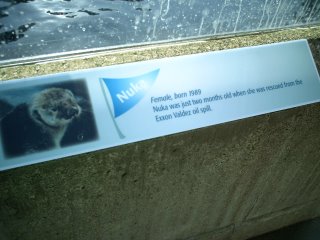 Nuka
Female, born 1989
Nuka was just two months old when she was rescued from the
Exxon Valdez oil spill.